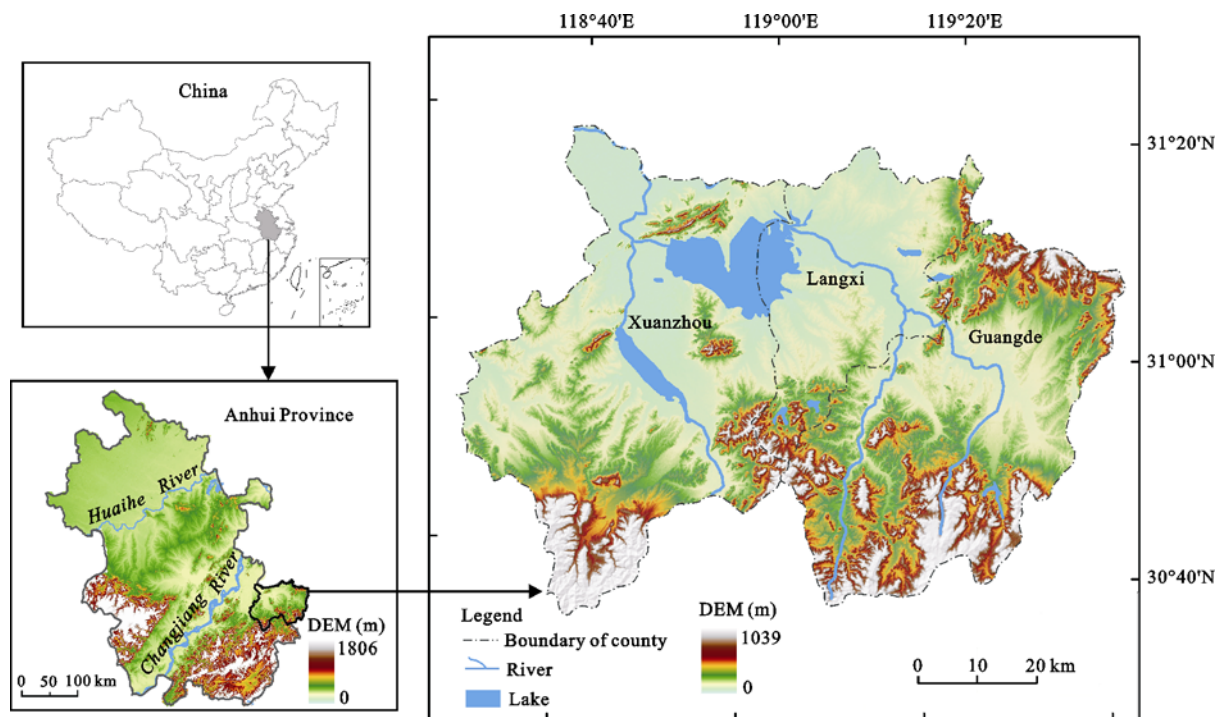 118°40'E
119°00'E
119°20'E
China
31°20'N
31°00'N
30°40'N
Langxi
Xuanzhou
Guangde
Anhui Province
Huaihe River
Changjiang River
DEM (m)
1806
0
0 50 100 km
Legend
Boundary of county
River
Lake
DEM (m)
1039
0
0 10 20 km